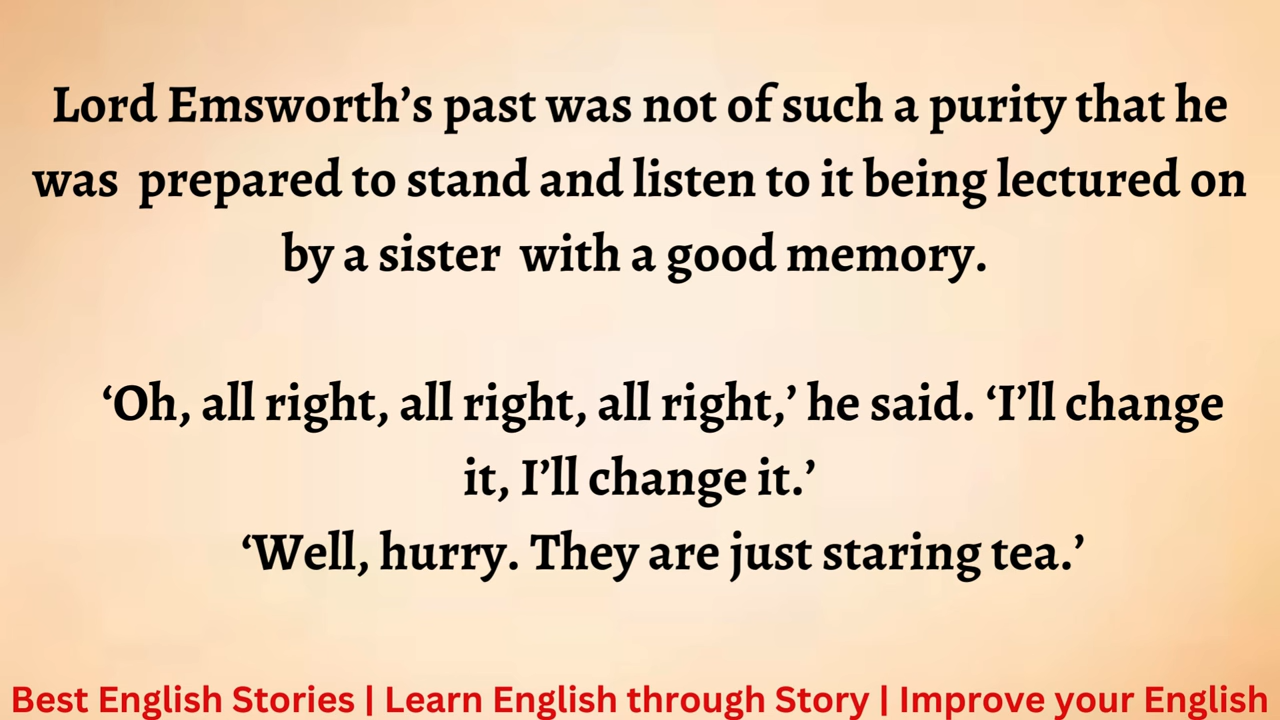 Lord Emsworth’s past was not of such a purity that he
was prepared to stand and listen to it being lectured on
by a sister with a good memory.
‘Oh, all right, all right, all right,’ he said. ‘I’ll change
it, I’ll change it.’
‘Well, hurry. They are just staring tea.’
Best English Stories | Learn English through Story | Improve your English